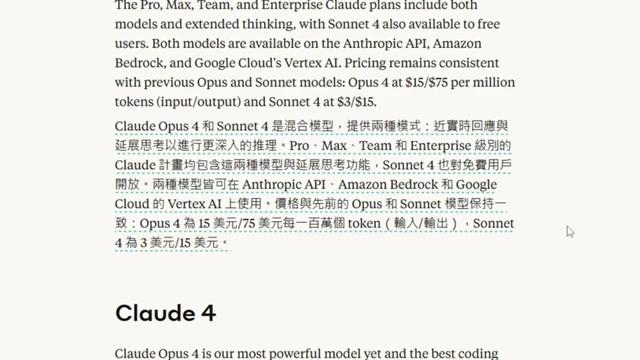 The Pro, Max, Team, and Enterprise Claude plans include both
models and extended thinking, with Sonnet 4 also available to free
users. Both models are available on the Anthropic API, Amazon
Bedrock, and Google Cloud's Vertex AI. Pricing remains consistent
with previous Opus and Sonnet models: Opus 4 at $15/$75 per million
tokens (input/output) and Sonnet 4 at $3/$15.
Claude Opus 4 和 Sonnet 4 是混合模型，提供兩種模式：近實時回應與
延展思考以進行更深入的推理。Pro、Max、Team 和 Enterprise 級別的
Claude 計畫均包含這兩種模型與延展思考功能，Sonnet 4 也對免費用戶
開放。兩種模型皆可在 Anthropic API、Amazon Bedrock 和 Google
Cloud 的 Vertex AI 上使用。價格與先前的 Opus 和 Sonnet 模型保持一
致：Opus 4 為 15 美元/75 美元每一百萬個 token（輸入/輸出），Sonnet
4 為 3 美元/15 美元。
Claude 4
Claude Opus 4 is our most powerful model yet and the best coding